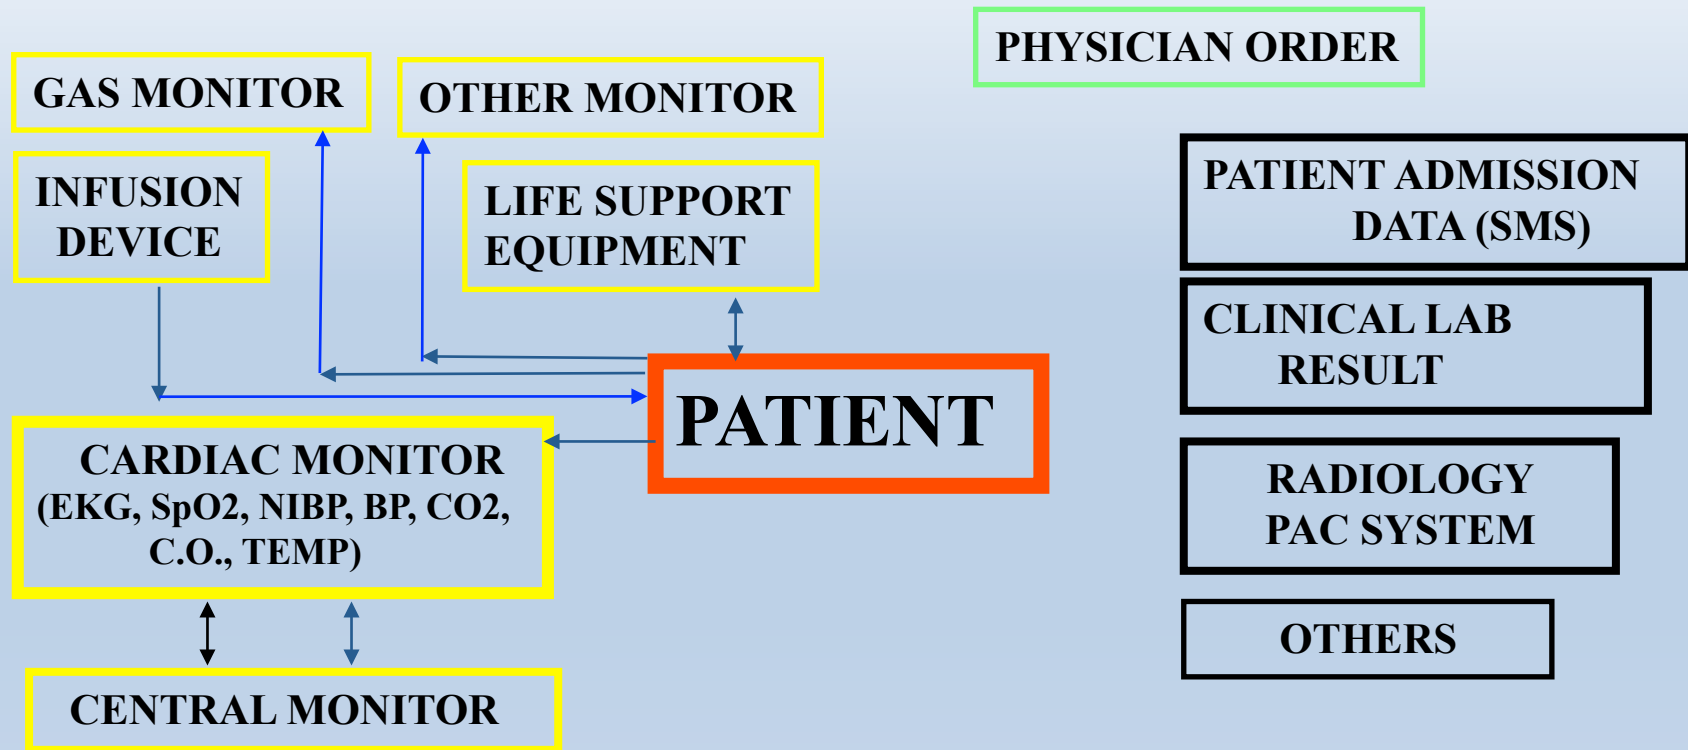 PHYSICIAN ORDER
GAS MONITOR
OTHER MONITOR
INFUSION
DEVICE
LIFE SUPPORT
EQUIPMENT
PATIENT ADMISSION
DATA (SMS)
CLINICAL LAB
RESULT
PATIENT
CARDIAC MONITOR
(EKG, SpO2, NIBP, BP, CO2,
C.O., TEMP)
RADIOLOGY
PAC SYSTEM
OTHERS
CENTRAL MONITOR